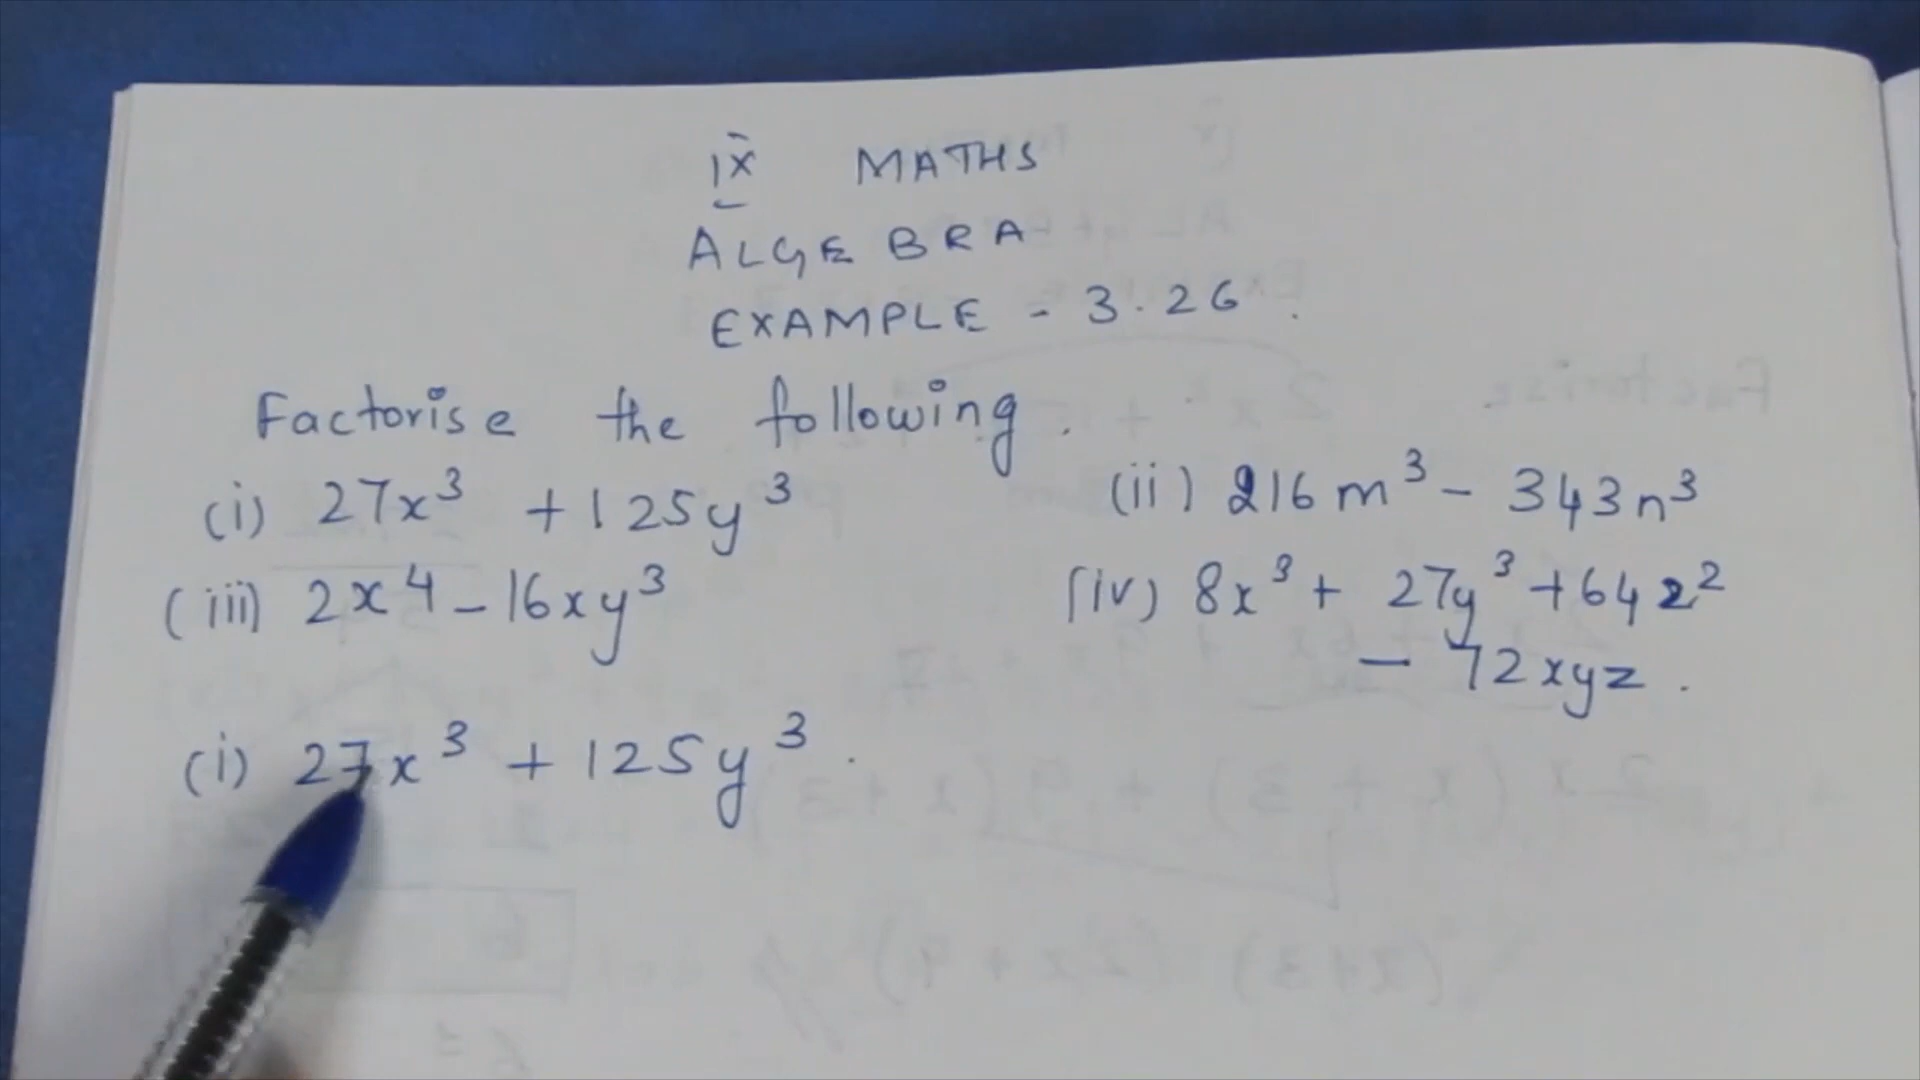 IX MATHS
ALGEBRA
EXAMPLE - 3.26.
Factorise the following.
(i) 27x³ + 125y³ (ii) 216m³ - 343n³
(iii) 2x⁴ - 16xy³ (iv) 8x³ + 27y³ + 64z²
- 72xyz.
(i) 27x³ + 125y³.